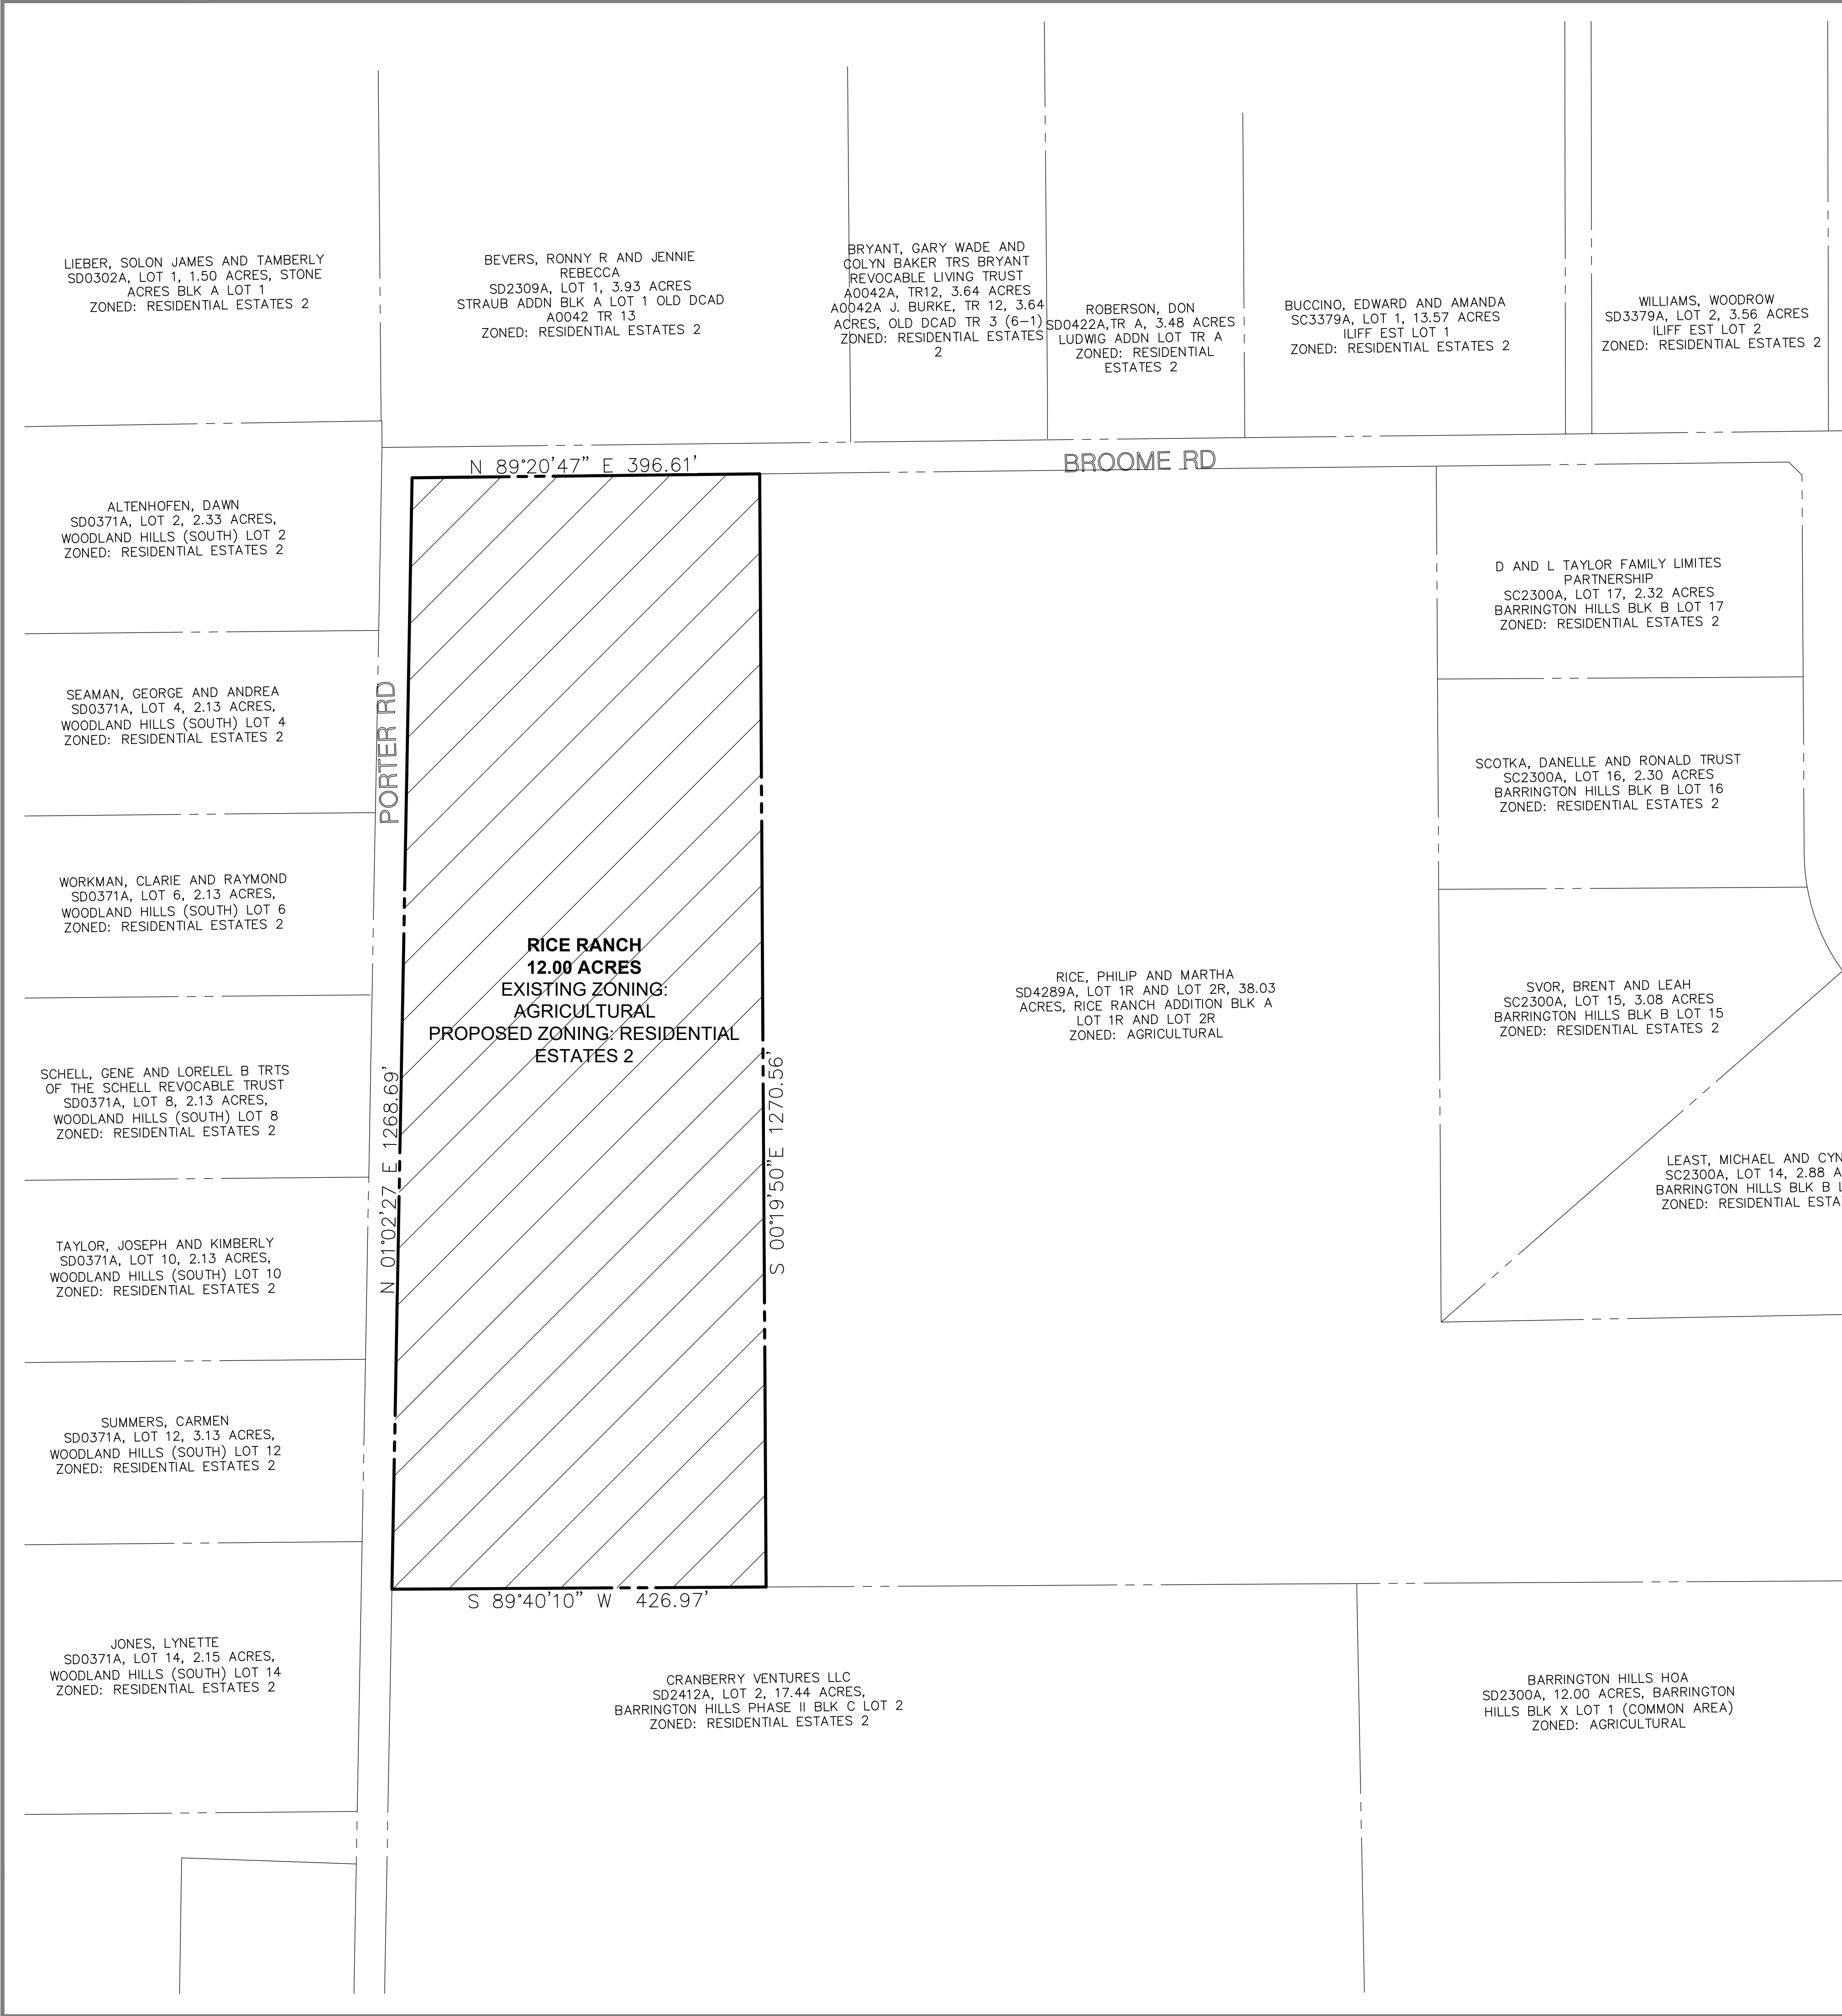 LIEBER, SOLON JAMES AND TAMBERLY
SD0302A, LOT 1, 1.50 ACRES, STONE
ACRES BLK A LOT 1
ZONED: RESIDENTIAL ESTATES 2
BEVERS, RONNY R AND JENNIE
REBECCA
SD2309A, LOT 1, 3.93 ACRES
STRAUB ADDN BLK A LOT 1 OLD DCAD
A0042 TR 13
ZONED: RESIDENTIAL ESTATES 2
BRYANT, GARY WADE AND
COLYN BAKER TRS BRYANT
REVOCABLE LIVING TRUST
A0042A, TR12, 3.64 ACRES
A0042A J. BURKE, TR 12, 3.64
ACRES, OLD DCAD TR 3 (6-1)
ZONED: RESIDENTIAL ESTATES
2
ROBERSON, DON
SD0422A,TR A, 3.48 ACRES
LUDWIG ADDN LOT TR A
ZONED: RESIDENTIAL
ESTATES 2
BUCCINO, EDWARD AND AMANDA
SC3379A, LOT 1, 13.57 ACRES
ILIFF EST LOT 1
ZONED: RESIDENTIAL ESTATES 2
WILLIAMS, WOODROW
SD3379A, LOT 2, 3.56 ACRES
ILIFF EST LOT 2
ZONED: RESIDENTIAL ESTATES 2
N 89°20'47" E 396.61'
BROOME RD
ALTENHOFEN, DAWN
SD0371A, LOT 2, 2.33 ACRES,
WOODLAND HILLS (SOUTH) LOT 2
ZONED: RESIDENTIAL ESTATES 2
SEAMAN, GEORGE AND ANDREA
SD0371A, LOT 4, 2.13 ACRES,
WOODLAND HILLS (SOUTH) LOT 4
ZONED: RESIDENTIAL ESTATES 2
PORTER RD
WORKMAN, CLARIE AND RAYMOND
SD0371A, LOT 6, 2.13 ACRES,
WOODLAND HILLS (SOUTH) LOT 6
ZONED: RESIDENTIAL ESTATES 2
SCHELL, GENE AND LORELEL B TRTS
OF THE SCHELL REVOCABLE TRUST
SD0371A, LOT 8, 2.13 ACRES,
WOODLAND HILLS (SOUTH) LOT 8
ZONED: RESIDENTIAL ESTATES 2
TAYLOR, JOSEPH AND KIMBERLY
SD0371A, LOT 10, 2.13 ACRES,
WOODLAND HILLS (SOUTH) LOT 10
ZONED: RESIDENTIAL ESTATES 2
SUMMERS, CARMEN
SD0371A, LOT 12, 3.13 ACRES,
WOODLAND HILLS (SOUTH) LOT 12
ZONED: RESIDENTIAL ESTATES 2
JONES, LYNETTE
SD0371A, LOT 14, 2.15 ACRES,
WOODLAND HILLS (SOUTH) LOT 14
ZONED: RESIDENTIAL ESTATES 2
N 01°02'27 E 1268.69'
RICE RANCH
12.00 ACRES
EXISTING ZONING:
AGRICULTURAL
PROPOSED ZONING: RESIDENTIAL
ESTATES 2
S 00°19'50"E 1270.56'
S 89°40'10" W 426.97'
RICE, PHILIP AND MARTHA
SD4289A, LOT 1R AND LOT 2R, 38.03
ACRES, RICE RANCH ADDITION BLK A
LOT 1R AND LOT 2R
ZONED: AGRICULTURAL
D AND L TAYLOR FAMILY LIMITES
PARTNERSHIP
SC2300A, LOT 17, 2.32 ACRES
BARRINGTON HILLS BLK B LOT 17
ZONED: RESIDENTIAL ESTATES 2
SCOTKA, DANELLE AND RONALD TRUST
SC2300A, LOT 16, 2.30 ACRES
BARRINGTON HILLS BLK B LOT 16
ZONED: RESIDENTIAL ESTATES 2
SVOR, BRENT AND LEAH
SC2300A, LOT 15, 3.08 ACRES
BARRINGTON HILLS BLK B LOT 15
ZONED: RESIDENTIAL ESTATES 2
LEAST, MICHAEL AND CYN
SC2300A, LOT 14, 2.88 A
BARRINGTON HILLS BLK B L
ZONED: RESIDENTIAL ESTA
CRANBERRY VENTURES LLC
SD2412A, LOT 2, 17.44 ACRES,
BARRINGTON HILLS PHASE II BLK C LOT 2
ZONED: RESIDENTIAL ESTATES 2
BARRINGTON HILLS HOA
SD2300A, 12.00 ACRES, BARRINGTON
HILLS BLK X LOT 1 (COMMON AREA)
ZONED: AGRICULTURAL